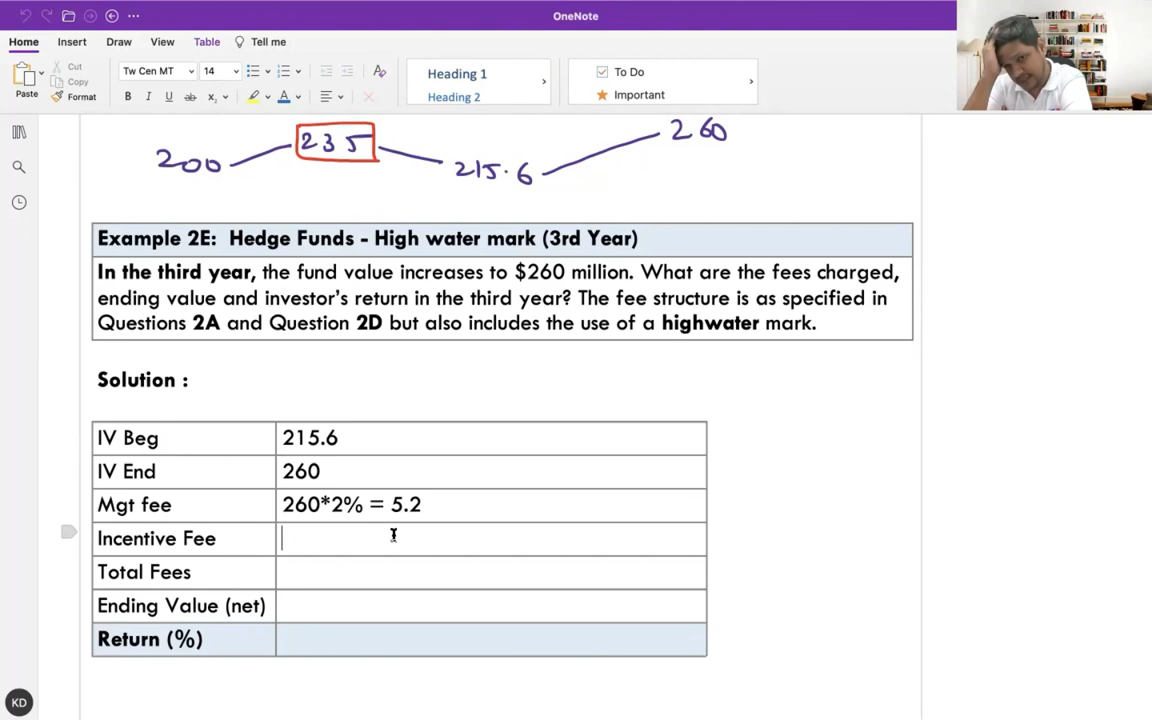 OneNote
Home Insert Draw View Table Tell me
Paste
Cut
Copy
Format
Tw Cen MT 14
B I U ab X₂ A
Heading 1
Heading 2
To Do
Important
200 235 215.6 260
Example 2E: Hedge Funds - High water mark (3rd Year)
In the third year, the fund value increases to $260 million. What are the fees charged,
ending value and investor's return in the third year? The fee structure is as specified in
Questions 2A and Question 2D but also includes the use of a highwater mark.
Solution :
IV Beg 215.6
IV End 260
Mgt fee 260*2% = 5.2
Incentive Fee
Total Fees
Ending Value (net)
Return (%)
KD